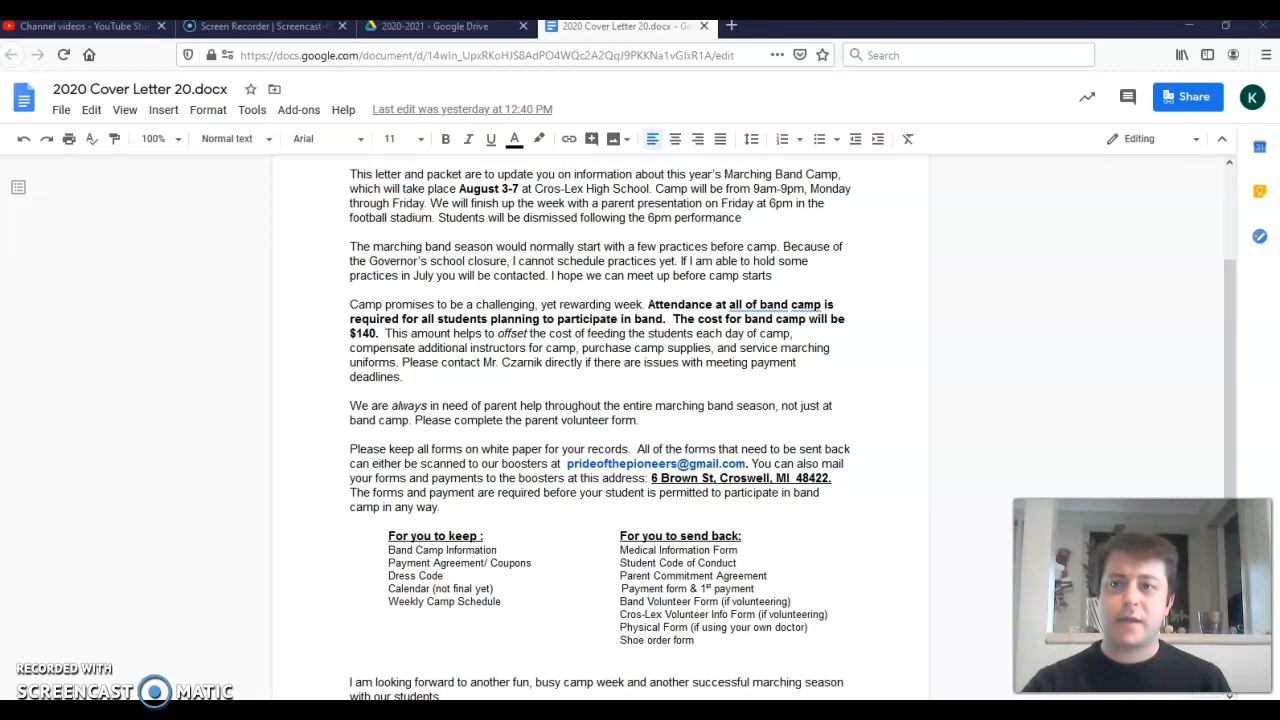 Channel videos - YouTube Stu
Screen Recorder | Screencast-O
2020-2021 - Google Drive
2020 Cover Letter 20.docx - Goo
https://docs.google.com/document/d/14wIn_UpxRKoHJS8AdPO4WQc2A2QqJ9PKKNa1vGIxR1A/edit
Search
2020 Cover Letter 20.docx
File Edit View Insert Format Tools Add-ons Help Last edit was yesterday at 12:40 PM
Share
K
100% Normal text Arial 11 B I U A Editing
31
This letter and packet are to update you on information about this year's Marching Band Camp,
which will take place August 3-7 at Cros-Lex High School. Camp will be from 9am-9pm, Monday
through Friday. We will finish up the week with a parent presentation on Friday at 6pm in the
football stadium. Students will be dismissed following the 6pm performance
The marching band season would normally start with a few practices before camp. Because of
the Governor's school closure, I cannot schedule practices yet. If I am able to hold some
practices in July you will be contacted. I hope we can meet up before camp starts
Camp promises to be a challenging, yet rewarding week. Attendance at all of band camp is
required for all students planning to participate in band. The cost for band camp will be
$140. This amount helps to offset the cost of feeding the students each day of camp,
compensate additional instructors for camp, purchase camp supplies, and service marching
uniforms. Please contact Mr. Czarnik directly if there are issues with meeting payment
deadlines.
We are always in need of parent help throughout the entire marching band season, not just at
band camp. Please complete the parent volunteer form.
Please keep all forms on white paper for your records. All of the forms that need to be sent back
can either be scanned to our boosters at prideofthepioneers@gmail.com. You can also mail
your forms and payments to the boosters at this address: 6 Brown St, Croswell, MI 48422.
The forms and payment are required before your student is permitted to participate in band
camp in any way.
For you to keep :
Band Camp Information
Payment Agreement/ Coupons
Dress Code
Calendar (not final yet)
Weekly Camp Schedule
For you to send back:
Medical Information Form
Student Code of Conduct
Parent Commitment Agreement
Payment form & 1st payment
Band Volunteer Form (if volunteering)
Cros-Lex Volunteer Info Form (if volunteering)
Physical Form (if using your own doctor)
Shoe order form
I am looking forward to another fun, busy camp week and another successful marching season
with our students.
RECORDED WITH
SCREENCAST MATIC